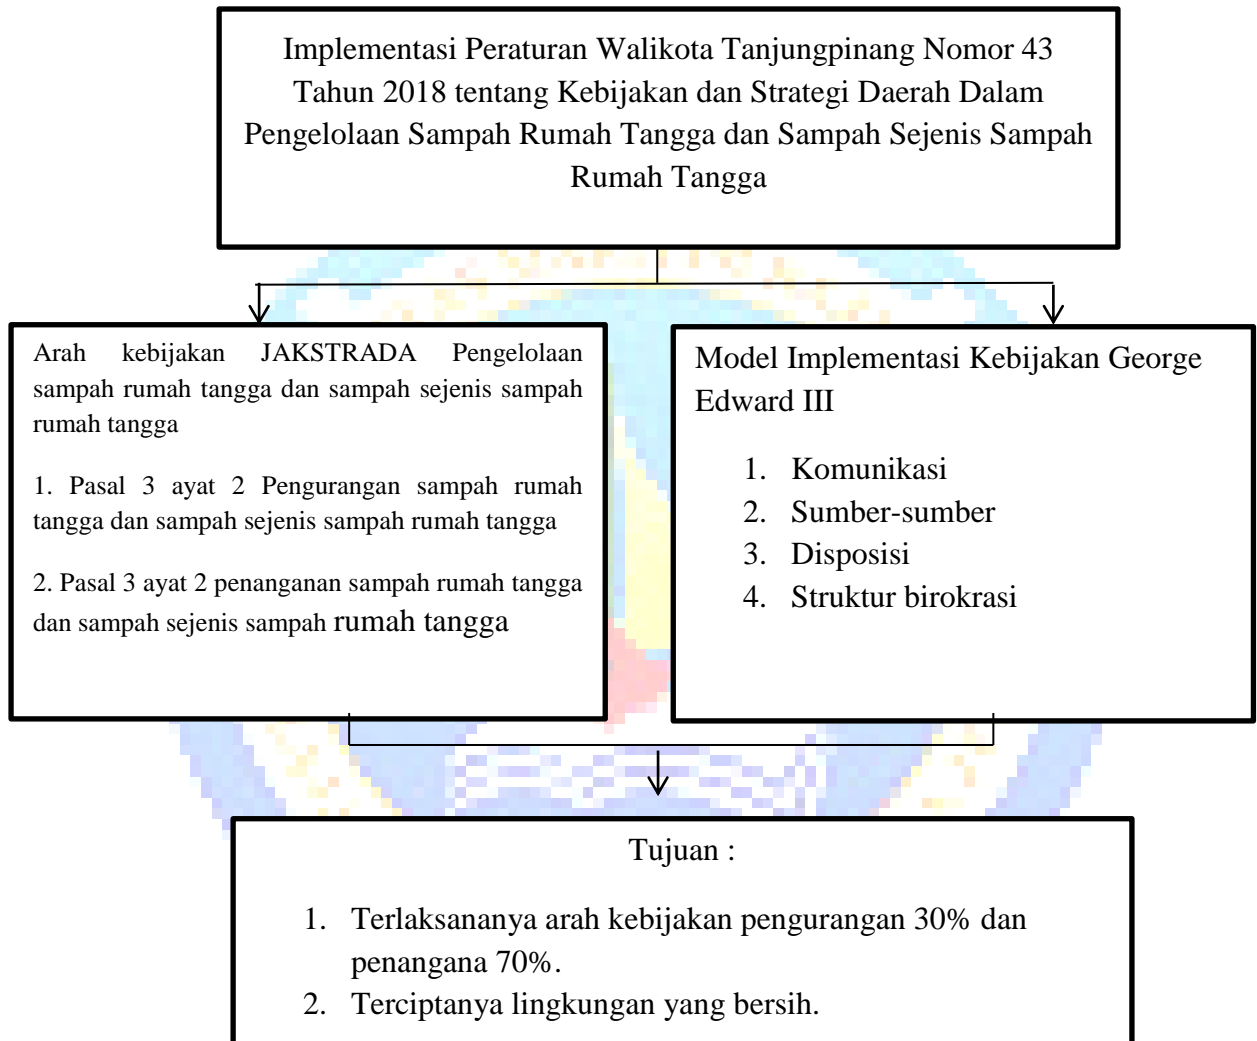 Implementasi Peraturan Walikota Tanjungpinang Nomor 43
Tahun 2018 tentang Kebijakan dan Strategi Daerah Dalam
Pengelolaan Sampah Rumah Tangga dan Sampah Sejenis Sampah
Rumah Tangga
Arah kebijakan JAKSTRADA Pengelolaan
sampah rumah tangga dan sampah sejenis sampah
rumah tangga
1. Pasal 3 ayat 2 Pengurangan sampah rumah
tangga dan sampah sejenis sampah rumah tangga
2. Pasal 3 ayat 2 penanganan sampah rumah tangga
dan sampah sejenis sampah rumah tangga
Model Implementasi Kebijakan George
Edward III
1. Komunikasi
2. Sumber-sumber
3. Disposisi
4. Struktur birokrasi
Tujuan :
1. Terlaksananya arah kebijakan pengurangan 30% dan
penangana 70%.
2. Terciptanya lingkungan yang bersih.